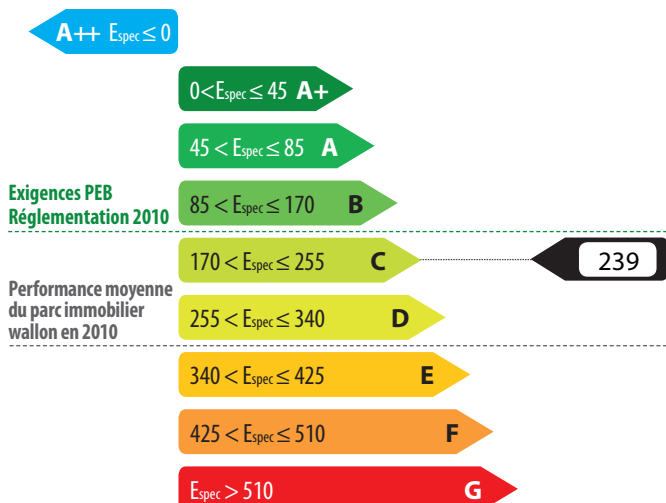 A++ Espec ≤ 0
0<Espec ≤ 45 A+
45 < Espec ≤ 85 A
Exigences PEB
Réglementation 2010
85 < Espec ≤ 170 B
170 < Espec ≤ 255 C
239
Performance moyenne
du parc immobilier
wallon en 2010
255 < Espec ≤ 340 D
340 < Espec ≤ 425 E
425 < Espec ≤ 510 F
Espec > 510 G